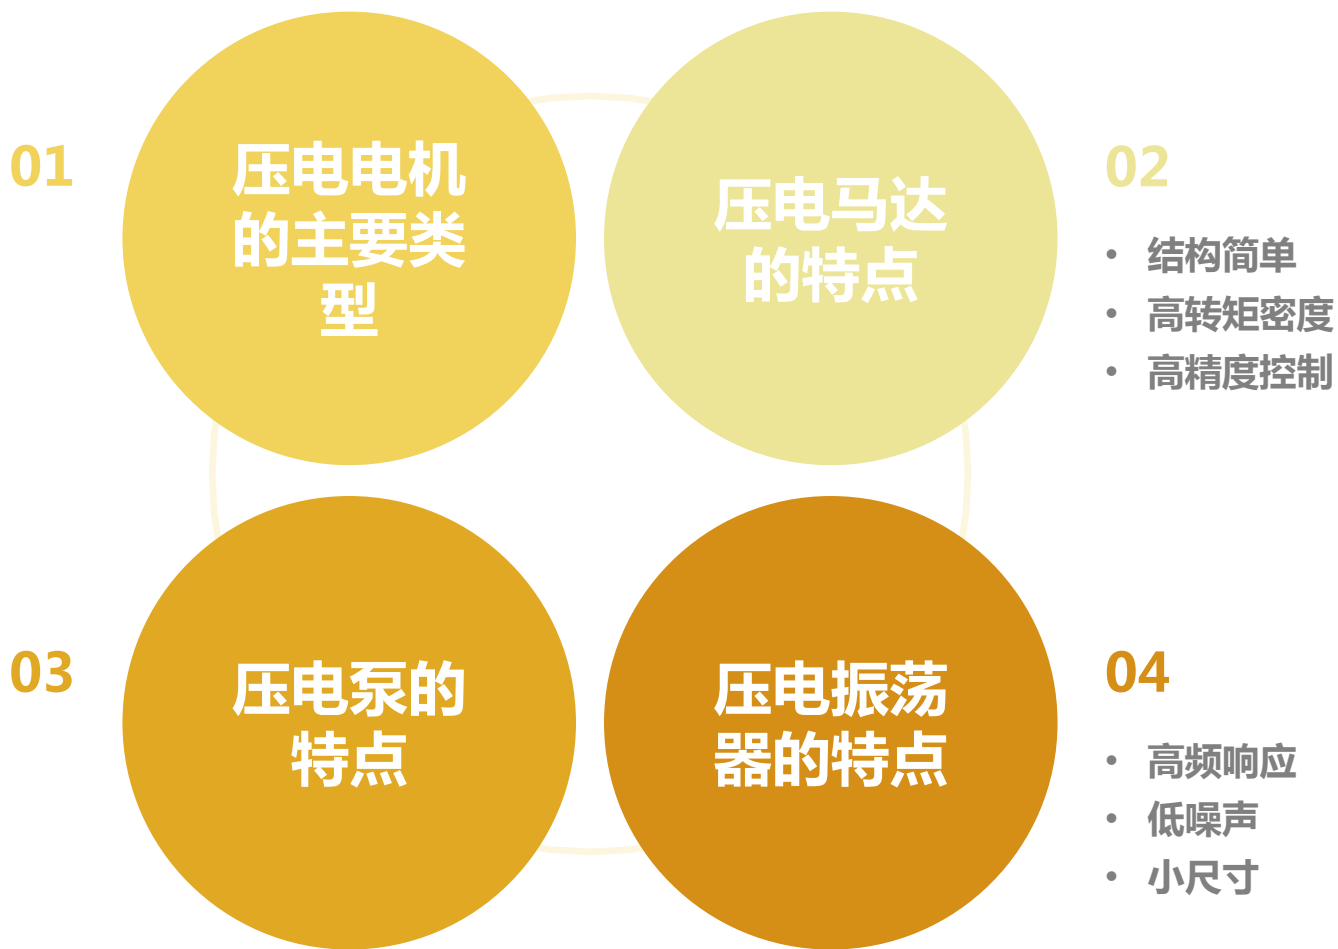 01
压电电机
的主要类
型
压电马达
的特点
02
• 结构简单
• 高转矩密度
• 高精度控制
03
压电泵的
特点
压电振荡
器的特点
04
• 高频响应
• 低噪声
• 小尺寸